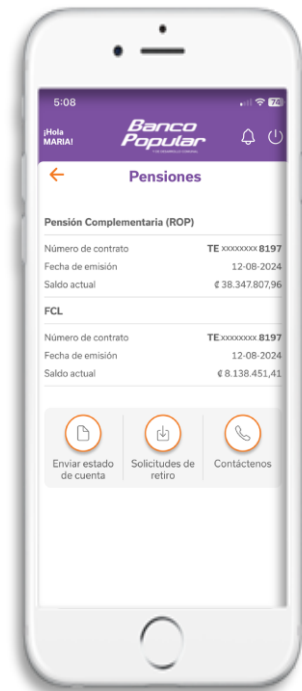 5:08 74
¡Hola
MARIA!
Banco
Popular
Pensiones
Pensión Complementaria (ROP)
Número de contrato TE xxxxxxxx 8197
Fecha de emisión 12-08-2024
Saldo actual ₡ 38.347.807,96
FCL
Número de contrato TE xxxxxxxx 8197
Fecha de emisión 12-08-2024
Saldo actual ₡ 8.138.451,41
Enviar estado
de cuenta
Solicitudes de
retiro
Contáctenos